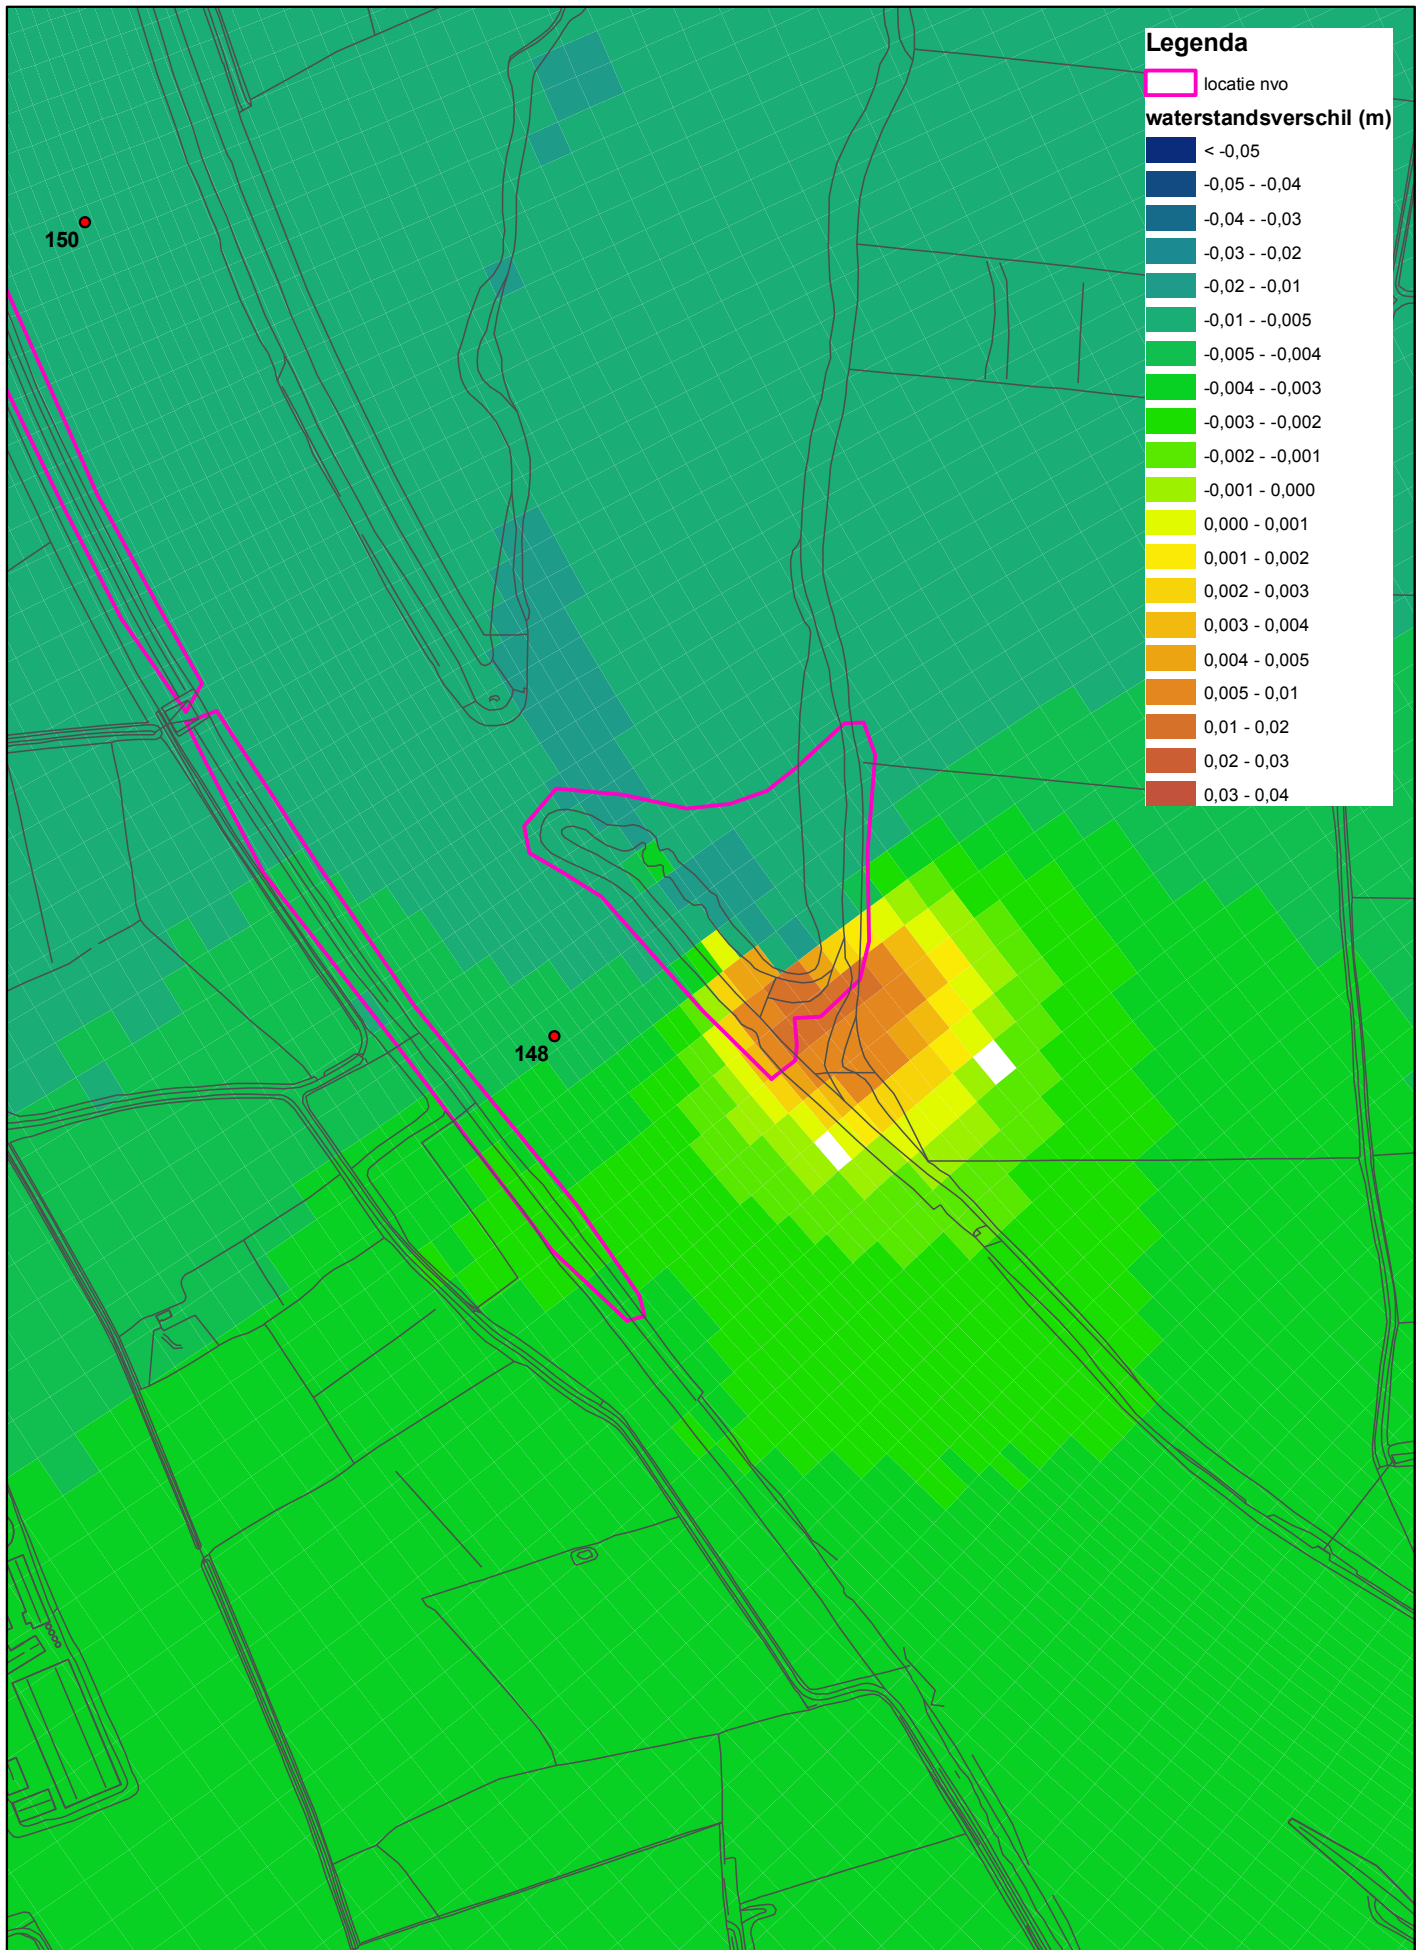 Legenda
locatie nvo
waterstandsverschil (m)
< -0,05
-0,05 - -0,04
-0,04 - -0,03
-0,03 - -0,02
-0,02 - -0,01
-0,01 - -0,005
-0,005 - -0,004
-0,004 - -0,003
-0,003 - -0,002
-0,002 - -0,001
-0,001 - 0,000
0,000 - 0,001
0,001 - 0,002
0,002 - 0,003
0,003 - 0,004
0,004 - 0,005
0,005 - 0,01
0,01 - 0,02
0,02 - 0,03
0,03 - 0,04
150
148